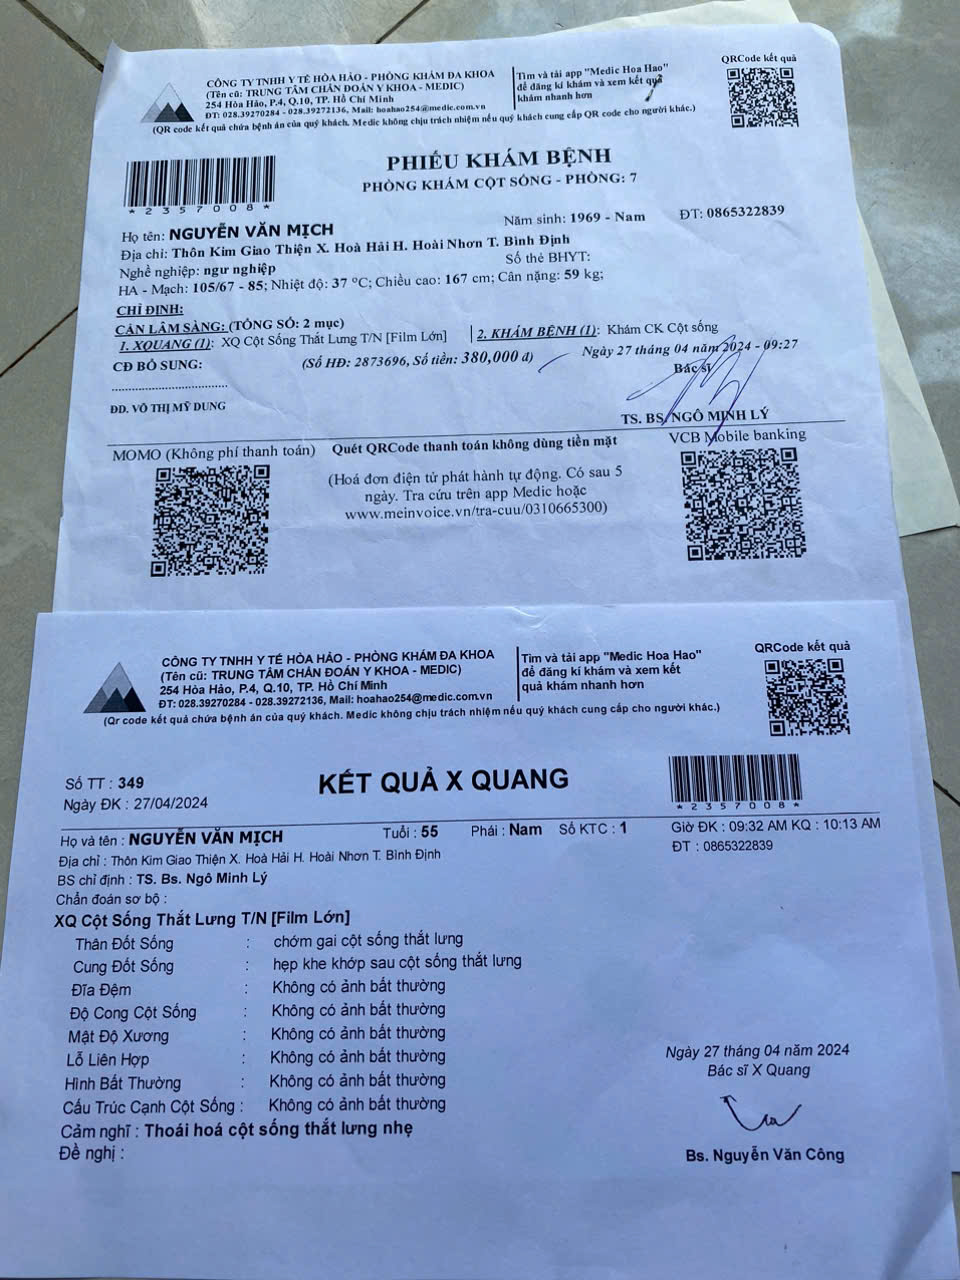 CÔNG TY TNHH Y TẾ HÒA HẢO - PHÒNG KHÁM ĐA KHOA
(Tên cũ: TRUNG TÂM CHẨN ĐOÁN Y KHOA - MEDIC)
254 Hòa Hảo, P.4, Q.10, TP. Hồ Chí Minh
ĐT: 028.39270284 - 028.39272136, Mail: hoahao254@medic.com.vn
Tìm và tải app "Medic Hoa Hao"
để đăng kí khám và xem kết quả
khám nhanh hơn
QRCode kết quả
(QR code kết quả chứa bệnh án của quý khách. Medic không chịu trách nhiệm nếu quý khách cung cấp QR code cho người khác.)
*2357008*
PHIẾU KHÁM BỆNH
PHÒNG KHÁM CỘT SỐNG - PHÒNG: 7
Họ tên: NGUYỄN VĂN MỊCH
Năm sinh: 1969 - Nam
ĐT: 0865322839
Địa chỉ: Thôn Kim Giao Thiện X. Hoà Hải H. Hoài Nhơn T. Bình Định
Số thẻ BHYT:
Nghề nghiệp: ngư nghiệp
HA - Mạch: 105/67 - 85; Nhiệt độ: 37 °C; Chiều cao: 167 cm; Cân nặng: 59 kg;
CHỈ ĐỊNH:
CẬN LÂM SÀNG: (TỔNG SỐ: 2 mục)
1. XQUANG (1): XQ Cột Sống Thắt Lưng T/N [Film Lớn]
2. KHÁM BỆNH (1): Khám CK Cột sống
CĐ BỔ SUNG:
(Số HĐ: 2873696, Số tiền: 380,000 đ)
Ngày 27 tháng 04 năm 2024 - 09:27
Bác sĩ
ĐD. VÕ THỊ MỸ DUNG
TS. BS. NGÔ MINH LÝ
MOMO (Không phí thanh toán)
Quét QRCode thanh toán không dùng tiền mặt
VCB Mobile banking
(Hoá đơn điện tử phát hành tự động. Có sau 5
ngày. Tra cứu trên app Medic hoặc
www.meinvoice.vn/tra-cuu/0310665300)
CÔNG TY TNHH Y TẾ HÒA HẢO - PHÒNG KHÁM ĐA KHOA
(Tên cũ: TRUNG TÂM CHẨN ĐOÁN Y KHOA - MEDIC)
254 Hòa Hảo, P.4, Q.10, TP. Hồ Chí Minh
ĐT: 028.39270284 - 028.39272136, Mail: hoahao254@medic.com.vn
Tìm và tải app "Medic Hoa Hao"
để đăng kí khám và xem kết
quả khám nhanh hơn
QRCode kết quả
(Qr code kết quả chứa bệnh án của quý khách. Medic không chịu trách nhiệm nếu quý khách cung cấp cho người khác.)
Số TT : 349
KẾT QUẢ X QUANG
Ngày ĐK : 27/04/2024
*2357008*
Họ và tên : NGUYỄN VĂN MỊCH
Tuổi : 55
Phái : Nam
Số KTC : 1
Giờ ĐK : 09:32 AM KQ : 10:13 AM
Địa chỉ : Thôn Kim Giao Thiện X. Hoà Hải H. Hoài Nhơn T. Bình Định
ĐT : 0865322839
BS chỉ định : TS. Bs. Ngô Minh Lý
Chẩn đoán sơ bộ :
XQ Cột Sống Thắt Lưng T/N [Film Lớn]
Thân Đốt Sống : chớm gai cột sống thắt lưng
Cung Đốt Sống : hẹp khe khớp sau cột sống thắt lưng
Đĩa Đệm : Không có ảnh bất thường
Độ Cong Cột Sống : Không có ảnh bất thường
Mật Độ Xương : Không có ảnh bất thường
Lỗ Liên Hợp : Không có ảnh bất thường
Hình Bất Thường : Không có ảnh bất thường
Cấu Trúc Cạnh Cột Sống : Không có ảnh bất thường
Cảm nghĩ : Thoái hoá cột sống thắt lưng nhẹ
Đề nghị :
Ngày 27 tháng 04 năm 2024
Bác sĩ X Quang
Bs. Nguyễn Văn Công